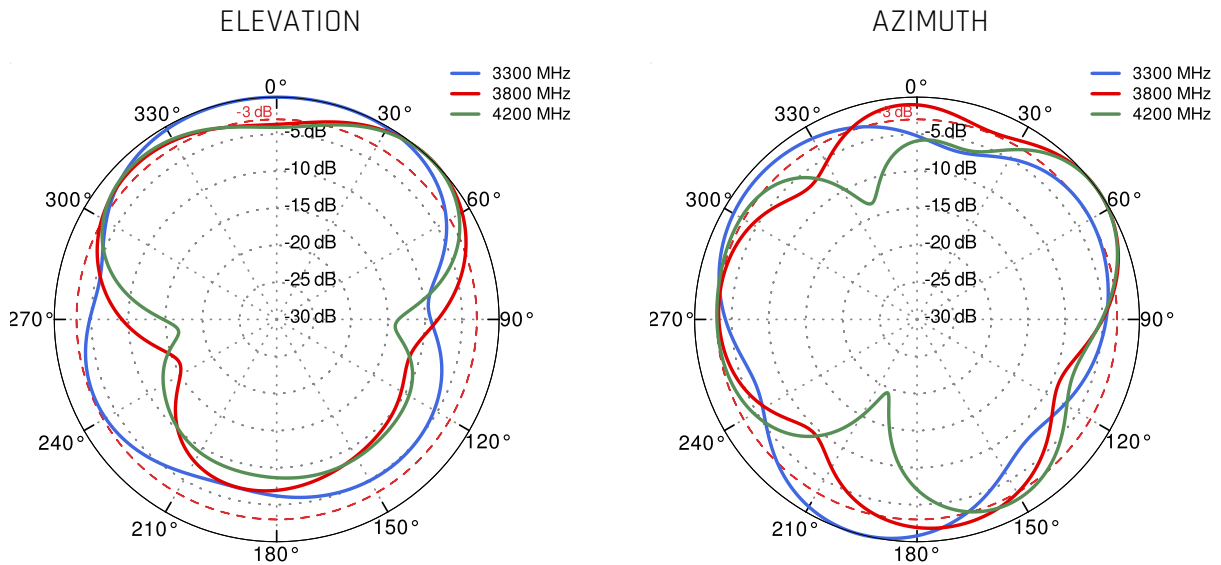 ELEVATION
0°
30°
60°
90°
120°
150°
180°
210°
240°
270°
300°
330°
-3 dB
-5 dB
-10 dB
-15 dB
-20 dB
-25 dB
-30 dB
3300 MHz
3800 MHz
4200 MHz
AZIMUTH
0°
30°
60°
90°
120°
150°
180°
210°
240°
270°
300°
330°
-3 dB
-5 dB
-10 dB
-15 dB
-20 dB
-25 dB
-30 dB
3300 MHz
3800 MHz
4200 MHz